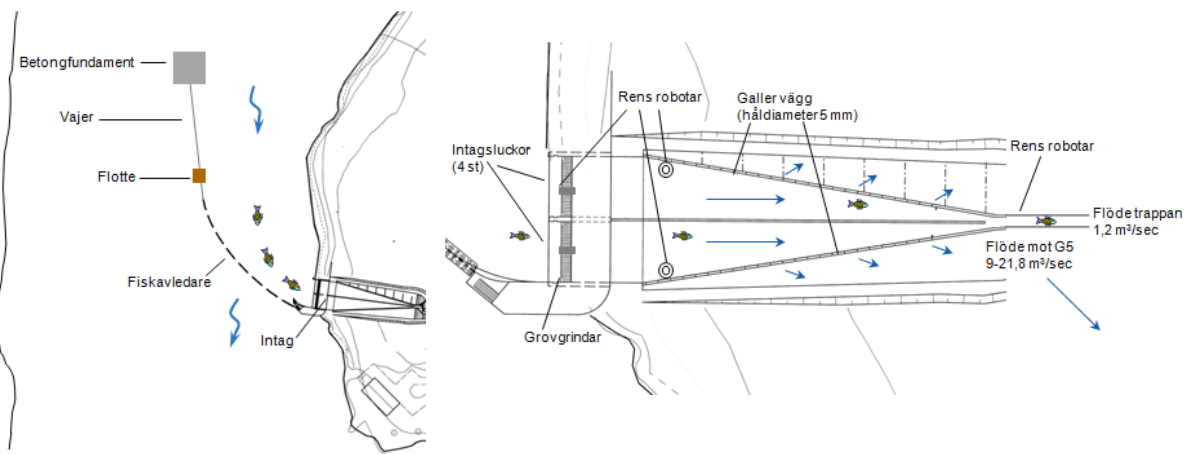 Betongfundament
Vajer
Flotte
Fiskavledare
Intag
Rens robotar
Galler vägg
(håldiameter 5 mm)
Rens robotar
Intagsluckor
(4 st)
Flöde trappan
1,2 m³/sec
Flöde mot G5
9-21,8 m³/sec
Grovgrindar